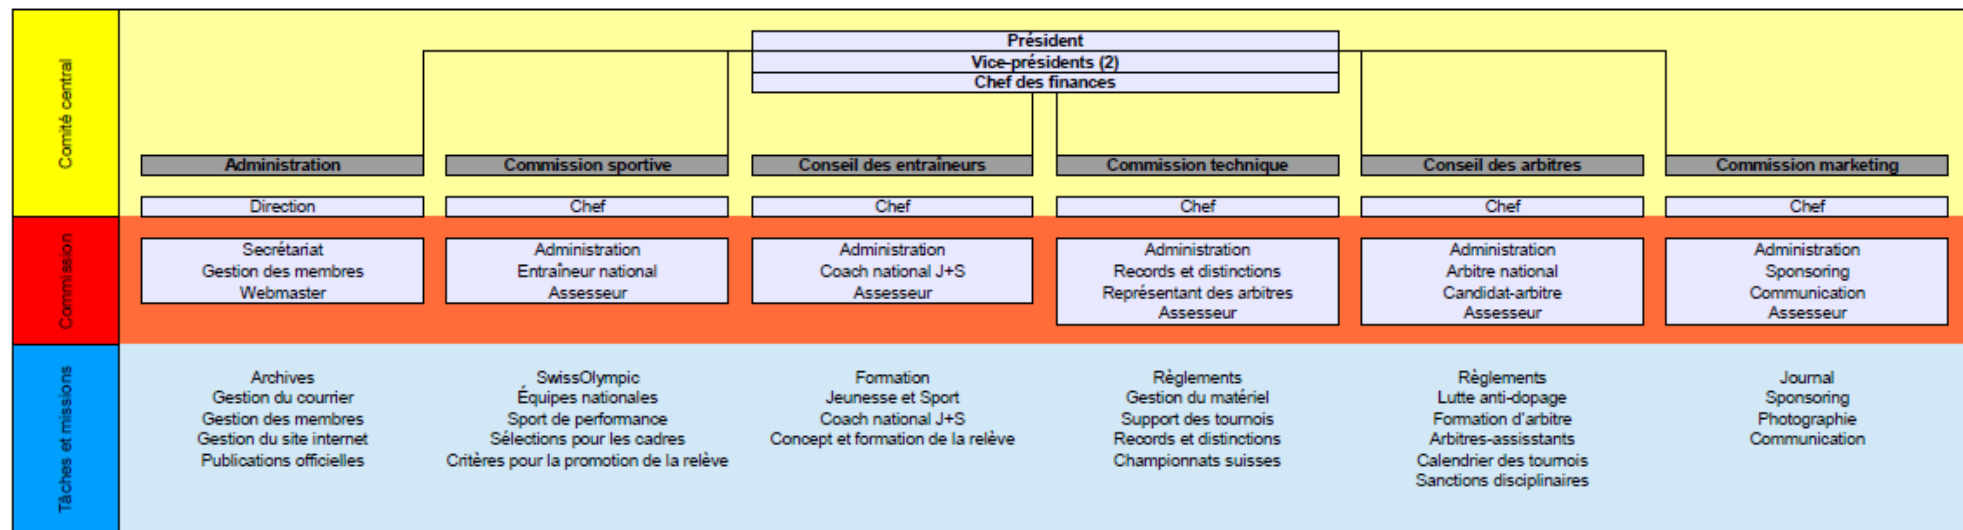 Comité central
Président
Vice-présidents (2)
Chef des finances
Administration
Commission sportive
Conseil des entraîneurs
Commission technique
Conseil des arbitres
Commission marketing
Direction
Chef
Chef
Chef
Chef
Chef
Commission
Secrétariat
Gestion des membres
Webmaster
Administration
Entraîneur national
Assesseur
Administration
Coach national J+S
Assesseur
Administration
Records et distinctions
Représentant des arbitres
Assesseur
Administration
Arbitre national
Candidat-arbitre
Assesseur
Administration
Sponsoring
Communication
Assesseur
Tâches et missions
Archives
Gestion du courrier
Gestion des membres
Gestion du site internet
Publications officielles
SwissOlympic
Équipes nationales
Sport de performance
Sélections pour les cadres
Critères pour la promotion de la relève
Formation
Jeunesse et Sport
Coach national J+S
Concept et formation de la relève
Règlements
Gestion du matériel
Support des tournois
Records et distinctions
Championnats suisses
Règlements
Lutte anti-dopage
Formation d'arbitre
Arbitres-assisstants
Calendrier des tournois
Sanctions disciplinaires
Journal
Sponsoring
Photographie
Communication